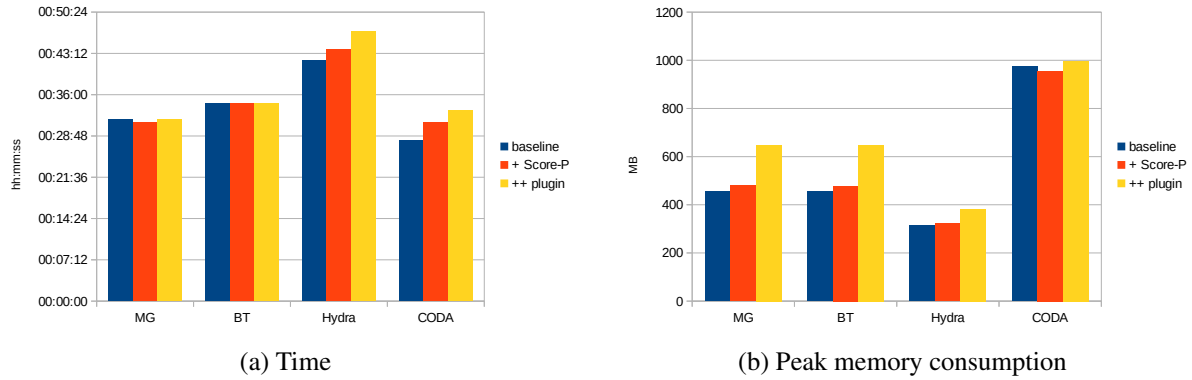 00:50:24
00:43:12
00:36:00
00:28:48
00:21:36
00:14:24
00:07:12
00:00:00
hh:mm:ss
MG BT Hydra CODA
baseline
+ Score-P
++ plugin
(a) Time
1200
1000
800
600
400
200
0
MB
MG BT Hydra CODA
baseline
+ Score-P
++ plugin
(b) Peak memory consumption